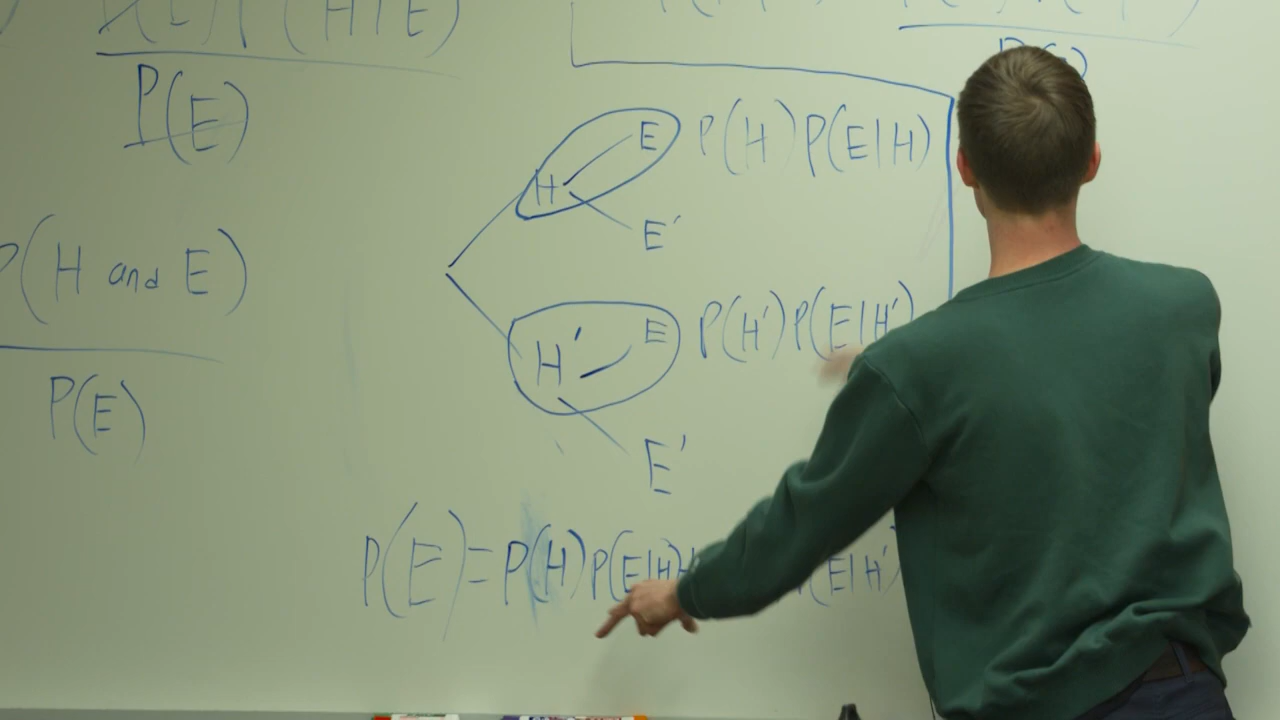 P(H|E)
P(E)
E P(H)P(E|H)
H
E'
P(H and E)
E P(H')P(E|H')
H'
P(E)
E'
P(E)=P(H)P(E|H)+ (E|H'